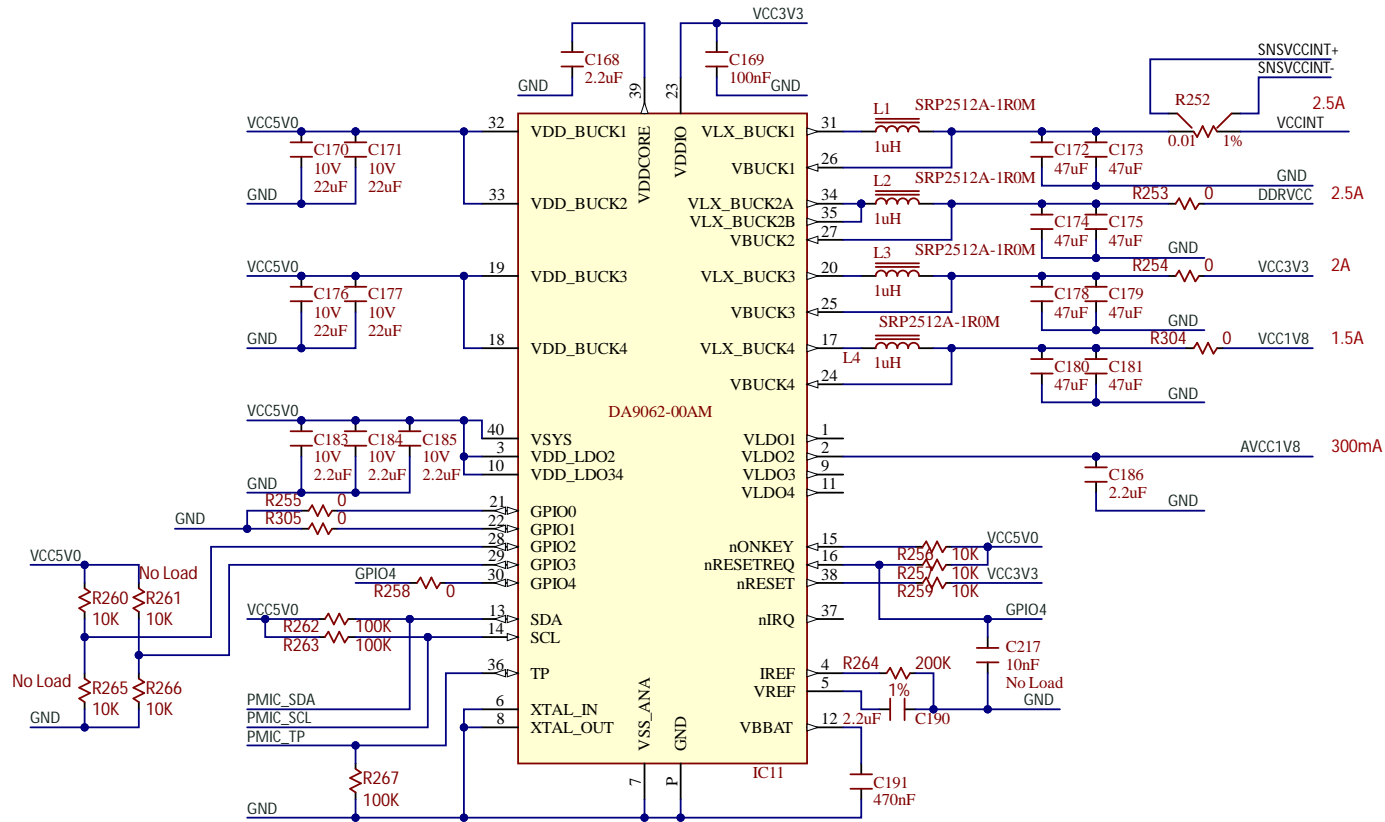 VCC3V3
C168
2.2uF
GND
39
23
C169
100nF
GND
SNSVCCINT+
SNSVCCINT-
R252
2.5A
VCCINT
0.01
1%
VDDCORE
VDDIO
VCC5V0
32
VDD_BUCK1
C170
10V
22uF
C171
10V
22uF
GND
33
VDD_BUCK2
VLX_BUCK1
31
L1
SRP2512A-1R0M
1uH
VBUCK1
26
C172
47uF
C173
47uF
GND
VLX_BUCK2A
34
L2
SRP2512A-1R0M
1uH
VLX_BUCK2B
35
VBUCK2
27
R253
0
DDRVCC
2.5A
C174
47uF
C175
47uF
GND
VCC5V0
19
VDD_BUCK3
C176
10V
22uF
C177
10V
22uF
GND
18
VDD_BUCK4
VLX_BUCK3
20
L3
SRP2512A-1R0M
1uH
VBUCK3
25
R254
0
VCC3V3
2A
C178
47uF
C179
47uF
GND
VLX_BUCK4
17
L4
SRP2512A-1R0M
1uH
VBUCK4
24
R304
0
VCC1V8
1.5A
C180
47uF
C181
47uF
GND
DA9062-00AM
VCC5V0
C183
10V
2.2uF
C184
10V
2.2uF
C185
10V
2.2uF
GND
40
VSYS
3
VDD_LDO2
10
VDD_LDO34
VLDO1
1
VLDO2
2
VLDO3
9
VLDO4
11
AVCC1V8
300mA
C186
2.2uF
GND
R255
0
21
GPIO0
GND
R305
0
22
GPIO1
28
GPIO2
29
GPIO3
GPIO4
R258
0
30
GPIO4
nONKEY
15
R256
10K
VCC5V0
nRESETREQ
16
R257
10K
nRESET
38
R259
10K
VCC3V3
nIRQ
37
GPIO4
C217
10nF
No Load
VCC5V0
No Load
R260
10K
R261
10K
No Load
R265
10K
R266
10K
GND
VCC5V0
R262
100K
13
SDA
R263
100K
14
SCL
36
TP
PMIC_SDA
PMIC_SCL
PMIC_TP
6
XTAL_IN
8
XTAL_OUT
R267
100K
GND
IREF
4
R264
200K
1%
VREF
5
2.2uF
C190
GND
VBBAT
12
C191
470nF
VSS_ANA
GND
7
P
IC11